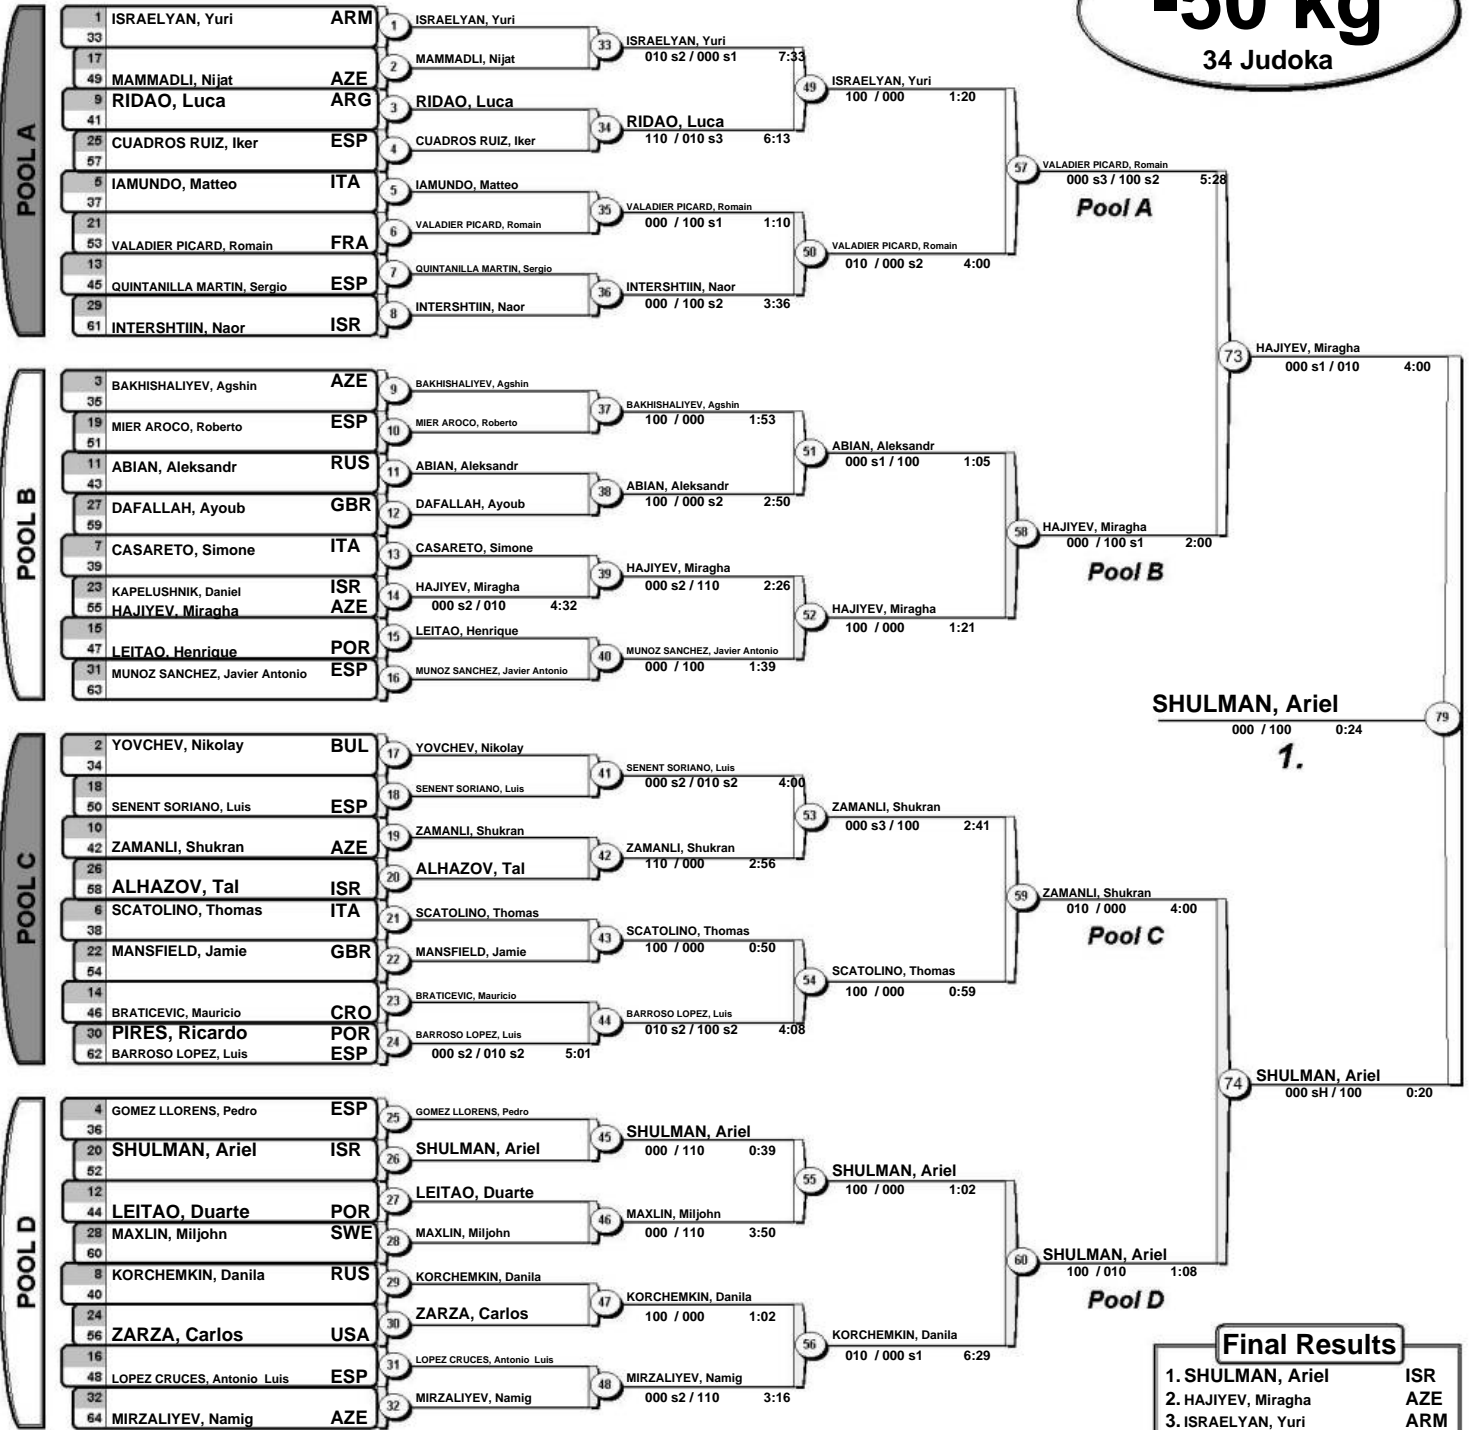 -50 kg
34 Judoka
POOL A
1 ISRAELYAN, Yuri ARM
33
17
49 MAMMADLI, Nijat AZE
9 RIDAO, Luca ARG
41
25 CUADROS RUIZ, Iker ESP
57
5 IAMUNDO, Matteo ITA
37
21
53 VALADIER PICARD, Romain FRA
13
45 QUINTANILLA MARTIN, Sergio ESP
29
61 INTERSHTIIN, Naor ISR
1 ISRAELYAN, Yuri
2 MAMMADLI, Nijat
3 RIDAO, Luca
4 CUADROS RUIZ, Iker
5 IAMUNDO, Matteo
6 VALADIER PICARD, Romain
7 QUINTANILLA MARTIN, Sergio
8 INTERSHTIIN, Naor
33 ISRAELYAN, Yuri
010 s2 / 000 s1 7:33
34 RIDAO, Luca
110 / 010 s3 6:13
35 VALADIER PICARD, Romain
000 / 100 s1 1:10
36 INTERSHTIIN, Naor
000 / 100 s2 3:36
49 ISRAELYAN, Yuri
100 / 000 1:20
50 VALADIER PICARD, Romain
010 / 000 s2 4:00
57 VALADIER PICARD, Romain
000 s3 / 100 s2 5:28
Pool A
POOL B
3 BAKHISHALIYEV, Agshin AZE
35
19 MIER AROCO, Roberto ESP
51
11 ABIAN, Aleksandr RUS
43
27 DAFALLAH, Ayoub GBR
59
7 CASARETO, Simone ITA
39
23 KAPELUSHNIK, Daniel ISR
55 HAJIYEV, Miragha AZE
15
47 LEITAO, Henrique POR
31 MUNOZ SANCHEZ, Javier Antonio ESP
63
9 BAKHISHALIYEV, Agshin
10 MIER AROCO, Roberto
11 ABIAN, Aleksandr
12 DAFALLAH, Ayoub
13 CASARETO, Simone
14 HAJIYEV, Miragha
000 s2 / 010 4:32
15 LEITAO, Henrique
16 MUNOZ SANCHEZ, Javier Antonio
37 BAKHISHALIYEV, Agshin
100 / 000 1:53
38 ABIAN, Aleksandr
100 / 000 s2 2:50
39 HAJIYEV, Miragha
000 s2 / 110 2:26
40 MUNOZ SANCHEZ, Javier Antonio
000 / 100 1:39
51 ABIAN, Aleksandr
000 s1 / 100 1:05
52 HAJIYEV, Miragha
100 / 000 1:21
58 HAJIYEV, Miragha
000 / 100 s1 2:00
Pool B
73 HAJIYEV, Miragha
000 s1 / 010 4:00
SHULMAN, Ariel 79
000 / 100 0:24
1.
POOL C
2 YOVCHEV, Nikolay BUL
34
18
50 SENENT SORIANO, Luis ESP
10
42 ZAMANLI, Shukran AZE
26
58 ALHAZOV, Tal ISR
6 SCATOLINO, Thomas ITA
38
22 MANSFIELD, Jamie GBR
54
14
46 BRATICEVIC, Mauricio CRO
30 PIRES, Ricardo POR
62 BARROSO LOPEZ, Luis ESP
17 YOVCHEV, Nikolay
18 SENENT SORIANO, Luis
19 ZAMANLI, Shukran
20 ALHAZOV, Tal
21 SCATOLINO, Thomas
22 MANSFIELD, Jamie
23 BRATICEVIC, Mauricio
24 BARROSO LOPEZ, Luis
000 s2 / 010 s2 5:01
41 SENENT SORIANO, Luis
000 s2 / 010 s2 4:00
42 ZAMANLI, Shukran
110 / 000 2:56
43 SCATOLINO, Thomas
100 / 000 0:50
44 BARROSO LOPEZ, Luis
010 s2 / 100 s2 4:08
53 ZAMANLI, Shukran
000 s3 / 100 2:41
54 SCATOLINO, Thomas
100 / 000 0:59
59 ZAMANLI, Shukran
010 / 000 4:00
Pool C
POOL D
4 GOMEZ LLORENS, Pedro ESP
36
20 SHULMAN, Ariel ISR
52
12
44 LEITAO, Duarte POR
28 MAXLIN, Miljohn SWE
60
8 KORCHEMKIN, Danila RUS
40
24
56 ZARZA, Carlos USA
16
48 LOPEZ CRUCES, Antonio Luis ESP
32
64 MIRZALIYEV, Namig AZE
25 GOMEZ LLORENS, Pedro
26 SHULMAN, Ariel
27 LEITAO, Duarte
28 MAXLIN, Miljohn
29 KORCHEMKIN, Danila
30 ZARZA, Carlos
31 LOPEZ CRUCES, Antonio Luis
32 MIRZALIYEV, Namig
45 SHULMAN, Ariel
000 / 110 0:39
46 MAXLIN, Miljohn
000 / 110 3:50
47 KORCHEMKIN, Danila
100 / 000 1:02
48 MIRZALIYEV, Namig
000 s2 / 110 3:16
55 SHULMAN, Ariel
100 / 000 1:02
56 KORCHEMKIN, Danila
010 / 000 s1 6:29
60 SHULMAN, Ariel
100 / 010 1:08
Pool D
74 SHULMAN, Ariel
000 sH / 100 0:20
Final Results
1. SHULMAN, Ariel ISR
2. HAJIYEV, Miragha AZE
3. ISRAELYAN, Yuri ARM